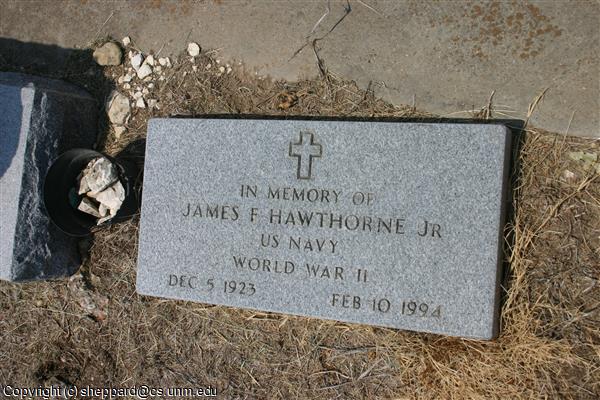 IN MEMORY OF
JAMES F HAWTHORNE JR
US NAVY
WORLD WAR II
DEC 5 1923 FEB 10 1994
Copyright (c) sheppard@cs.unm.edu